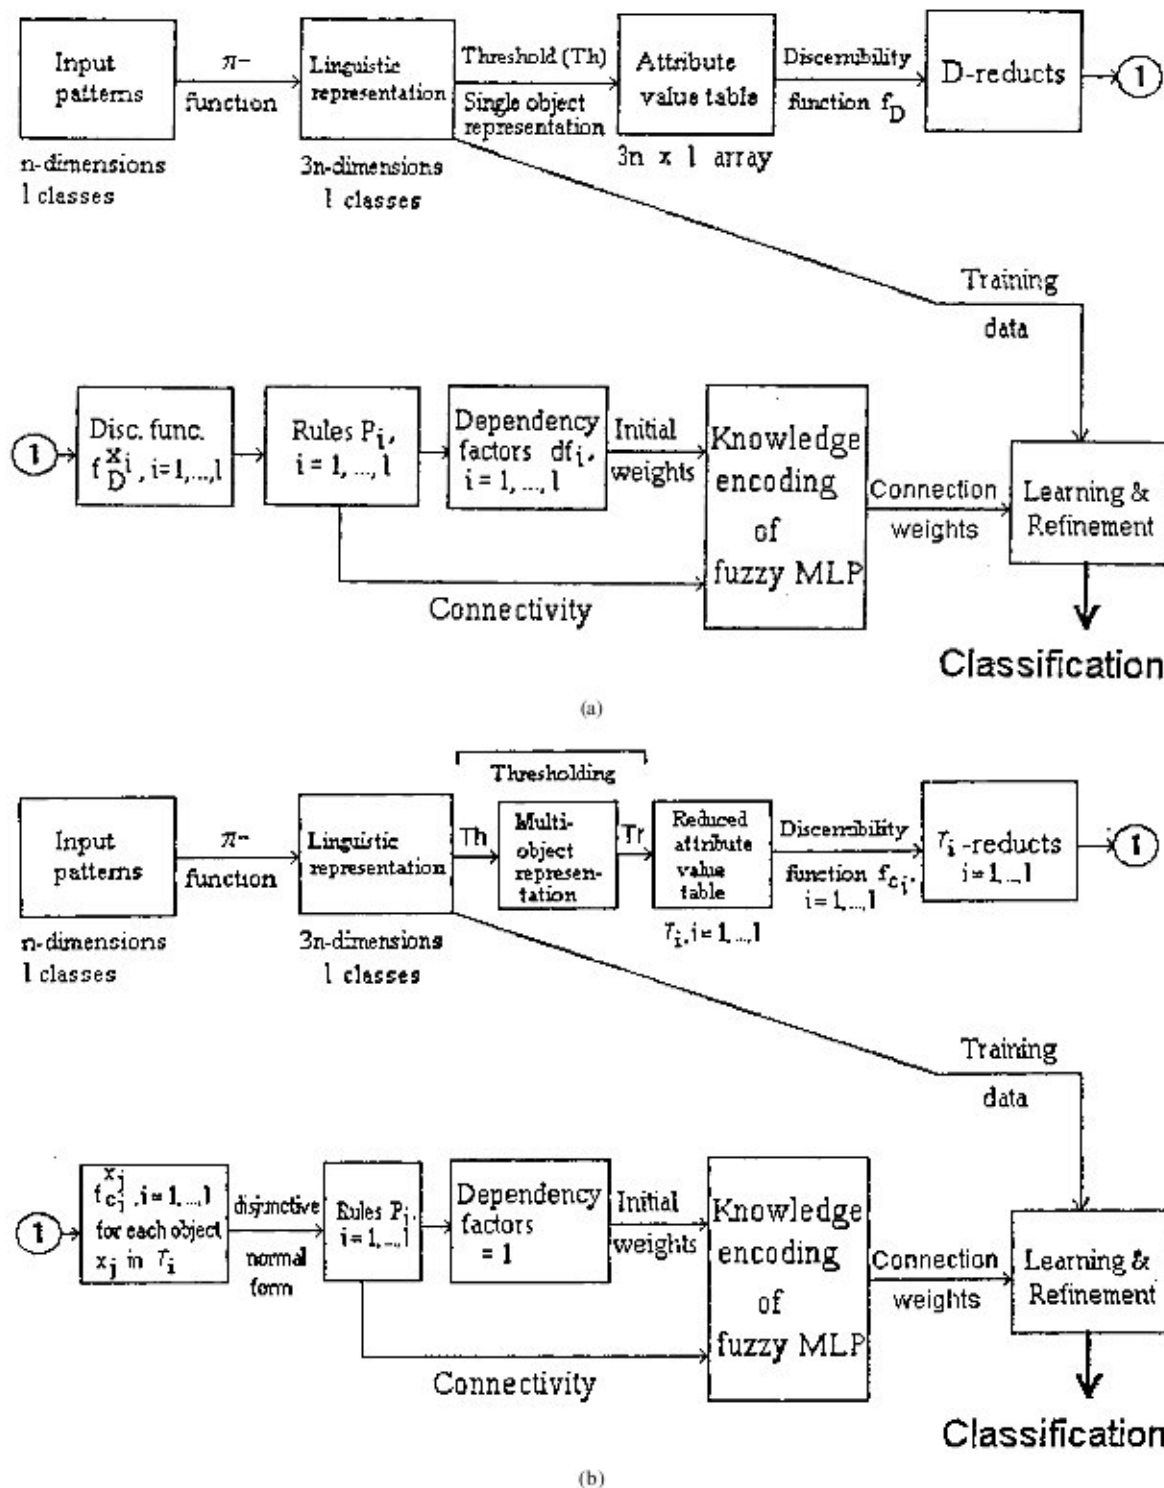 Input
patterns
n-dimensions
l classes
π-
function
Linguistic
representation
3n-dimensions
l classes
Threshold (Th)
Single object
representation
Attribute
value table
3n x l array
Discernibility
function f_D
D-reducts
1
Training
data
1
Disc. func.
f_D^{x_i}, i=1,...,l
Rules P_i,
i = 1, ..., l
Dependency
factors df_i,
i = 1, ..., l
Initial
weights
Connectivity
Knowledge
encoding
of
fuzzy MLP
Connection
weights
Learning &
Refinement
Classification
(a)
Input
patterns
n-dimensions
l classes
π-
function
Linguistic
representation
3n-dimensions
l classes
Thresholding
Th
Multi-
object
represen-
tation
Tr
Reduced
attribute
value
table
τ_i, i = 1, ..., l
Discernibility
function f_{c_i},
i = 1, ..., l
τ_i -reducts
i = 1, ..., l
1
Training
data
1
f_{c_i}^{x_j}, i = 1, ..., l
for each object
x_j in τ_i
disjunctive
normal
form
Rules P_i,
i = 1, ..., l
Dependency
factors
= 1
Initial
weights
Connectivity
Knowledge
encoding
of
fuzzy MLP
Connection
weights
Learning &
Refinement
Classification
(b)